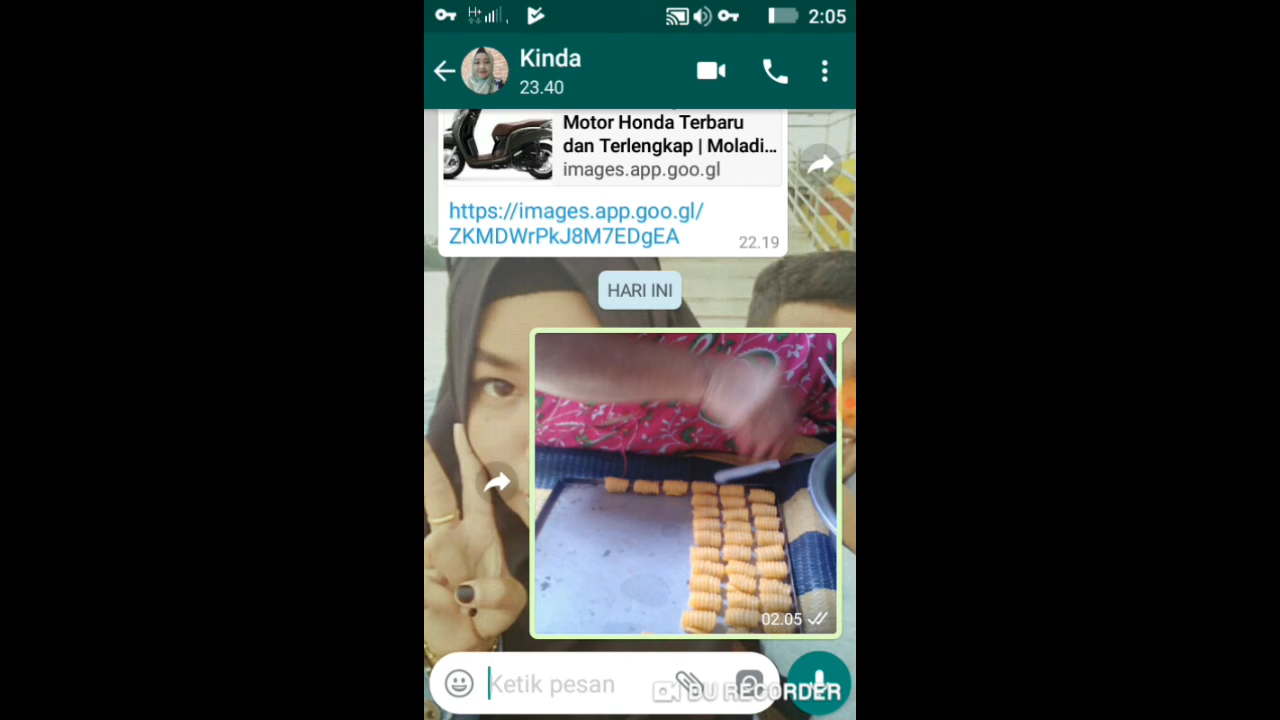 H+
2:05
Kinda
23.40
Motor Honda Terbaru
dan Terlengkap | Moladi...
images.app.goo.gl
https://images.app.goo.gl/
ZKMDWrPkJ8M7EDgEA
22.19
HARI INI
02.05
Ketik pesan
DU RECORDER